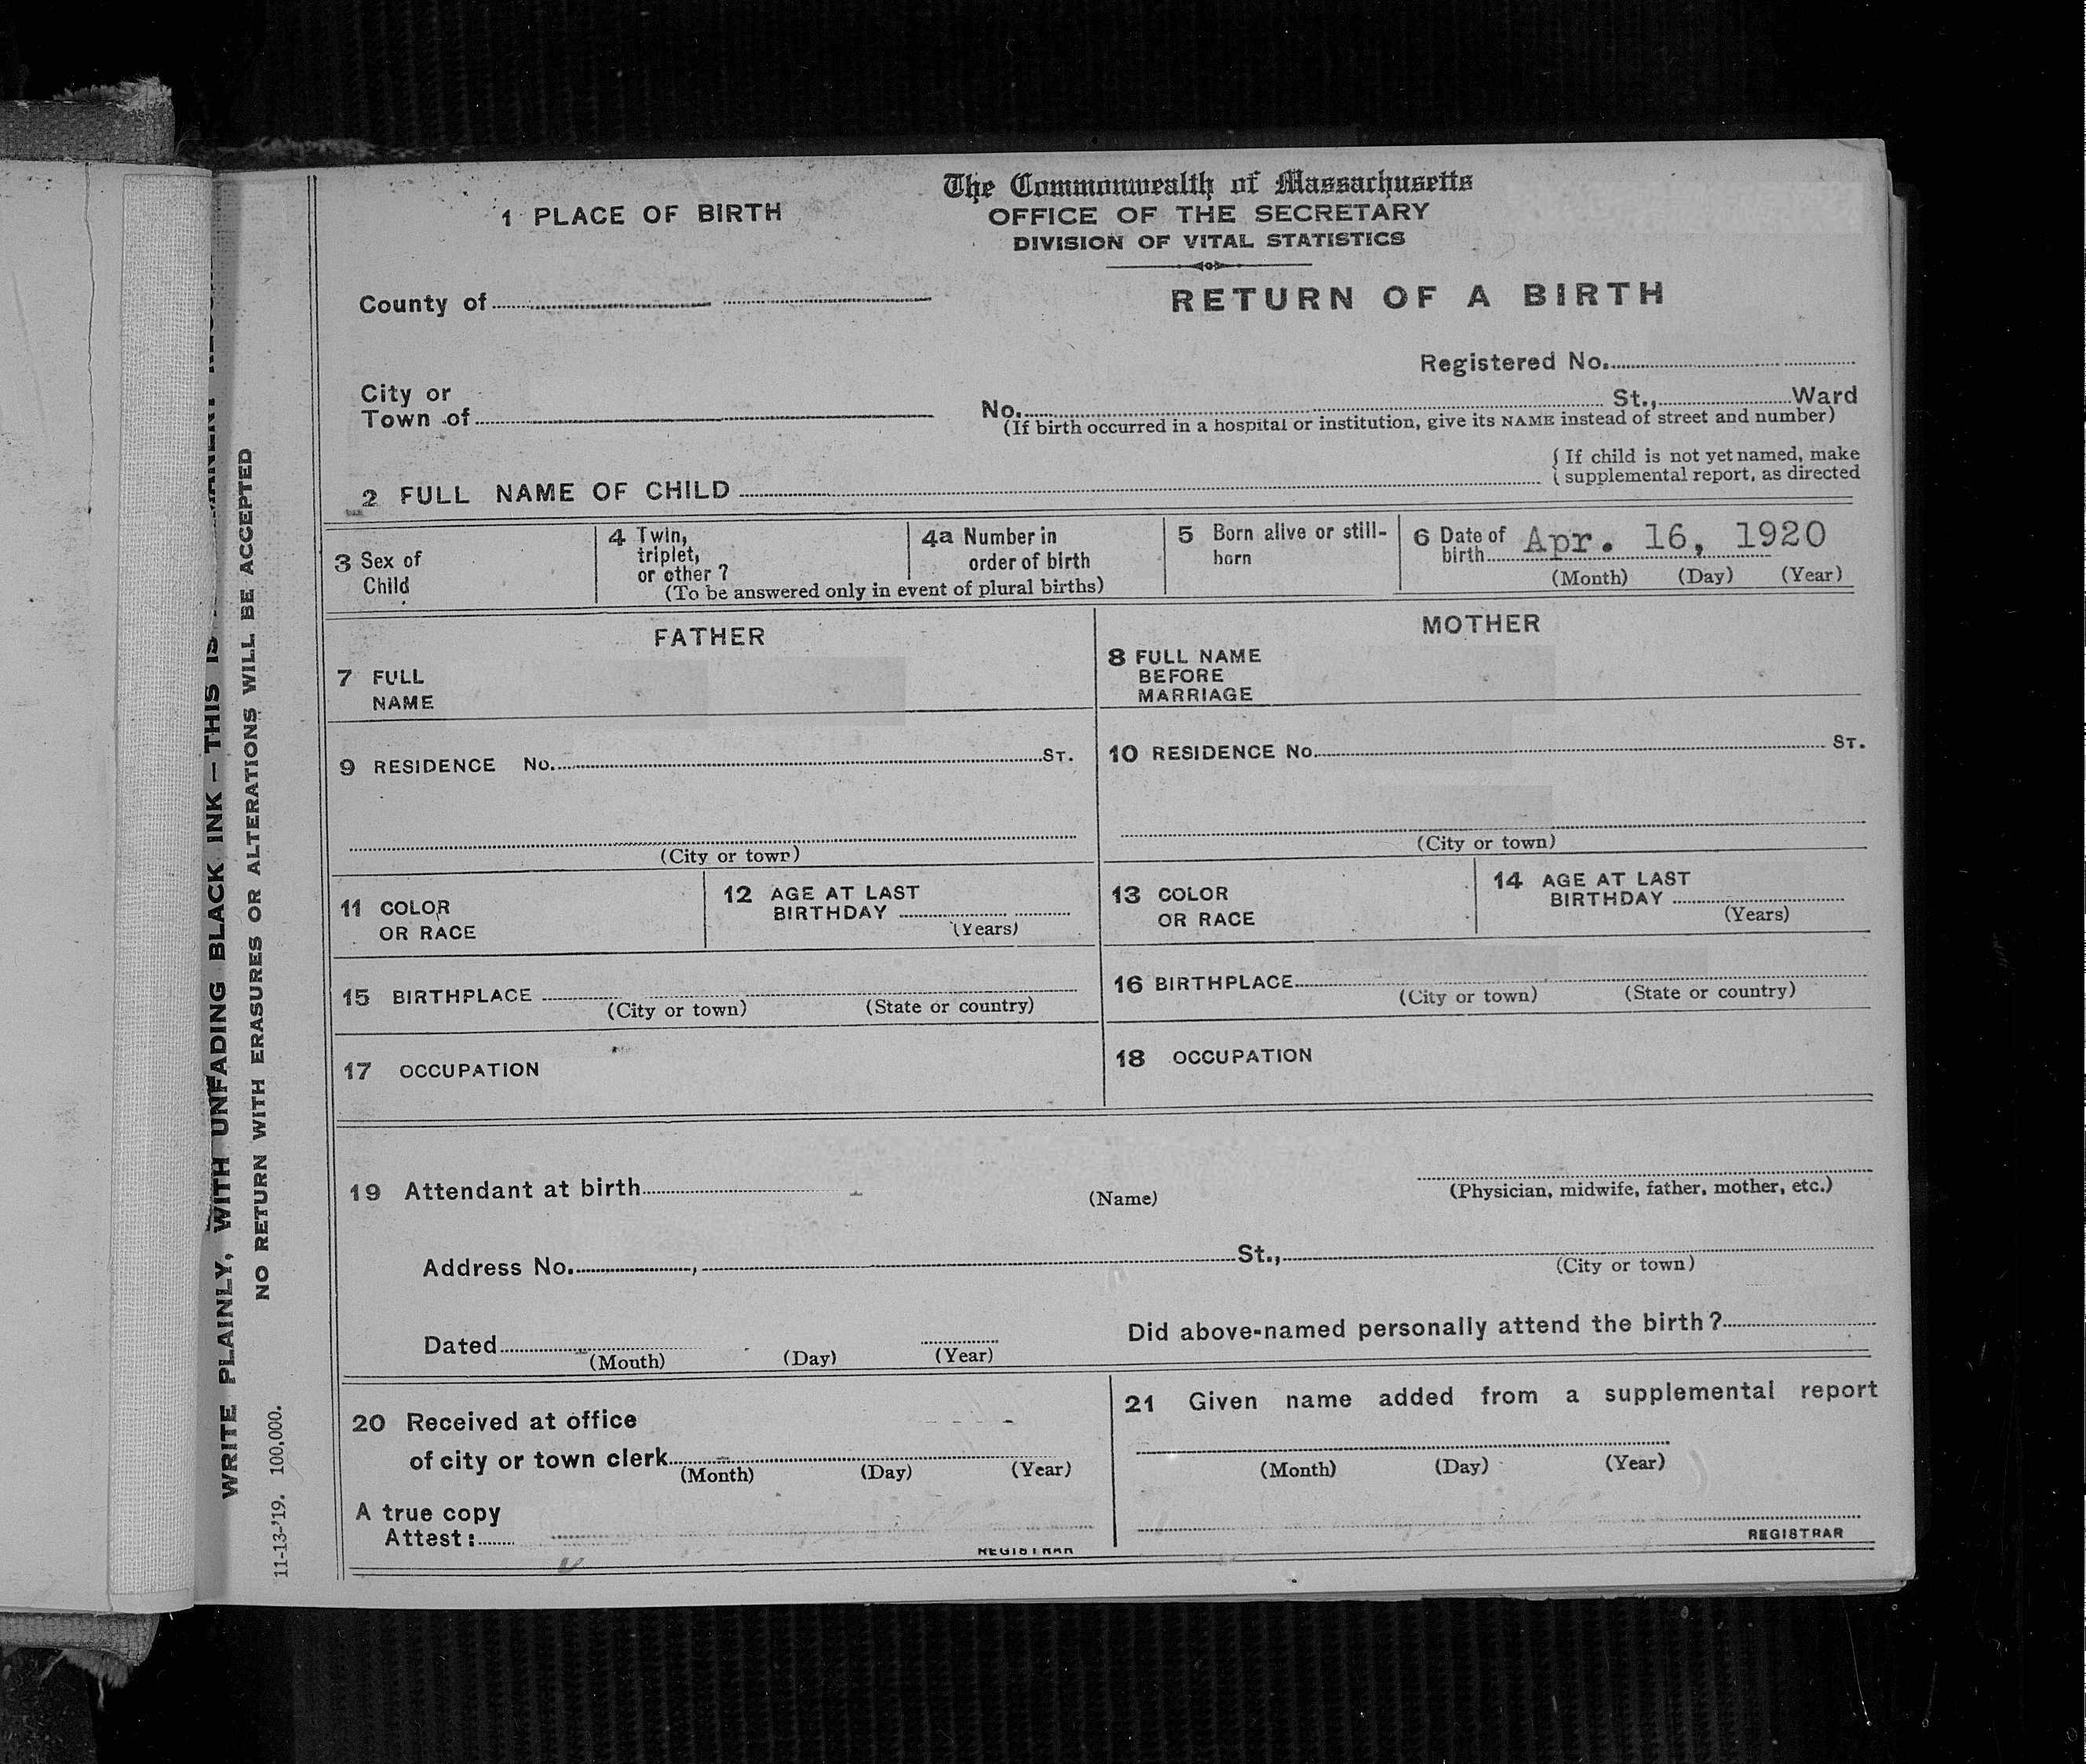 The Commonwealth of Massachusetts
OFFICE OF THE SECRETARY
DIVISION OF VITAL STATISTICS
RETURN OF A BIRTH
1 PLACE OF BIRTH
County of
Registered No.
City or
Town of
No. St., Ward
(If birth occurred in a hospital or institution, give its NAME instead of street and number)
2 FULL NAME OF CHILD
{ If child is not yet named, make
{ supplemental report, as directed
3 Sex of
Child
4 Twin,
triplet,
or other ?
4a Number in
order of birth
(To be answered only in event of plural births)
5 Born alive or still-
born
6 Date of
birth Apr. 16, 1920
(Month) (Day) (Year)
FATHER
7 FULL
NAME
MOTHER
8 FULL NAME
BEFORE
MARRIAGE
9 RESIDENCE No. ST.
(City or town)
10 RESIDENCE No. ST.
(City or town)
11 COLOR
OR RACE
12 AGE AT LAST
BIRTHDAY
(Years)
13 COLOR
OR RACE
14 AGE AT LAST
BIRTHDAY
(Years)
15 BIRTHPLACE
(City or town) (State or country)
16 BIRTHPLACE
(City or town) (State or country)
17 OCCUPATION
18 OCCUPATION
19 Attendant at birth
(Name) (Physician, midwife, father, mother, etc.)
Address No. , St.,
(City or town)
Dated
(Month) (Day) (Year)
Did above-named personally attend the birth ?
20 Received at office
of city or town clerk
(Month) (Day) (Year)
A true copy
Attest :
REGISTRAR
21 Given name added from a supplemental report
(Month) (Day) (Year)
REGISTRAR
WRITE PLAINLY, WITH UNFADING BLACK INK — THIS IS
NO RETURN WITH ERASURES OR ALTERATIONS WILL BE ACCEPTED
11-13-'19. 100,000.